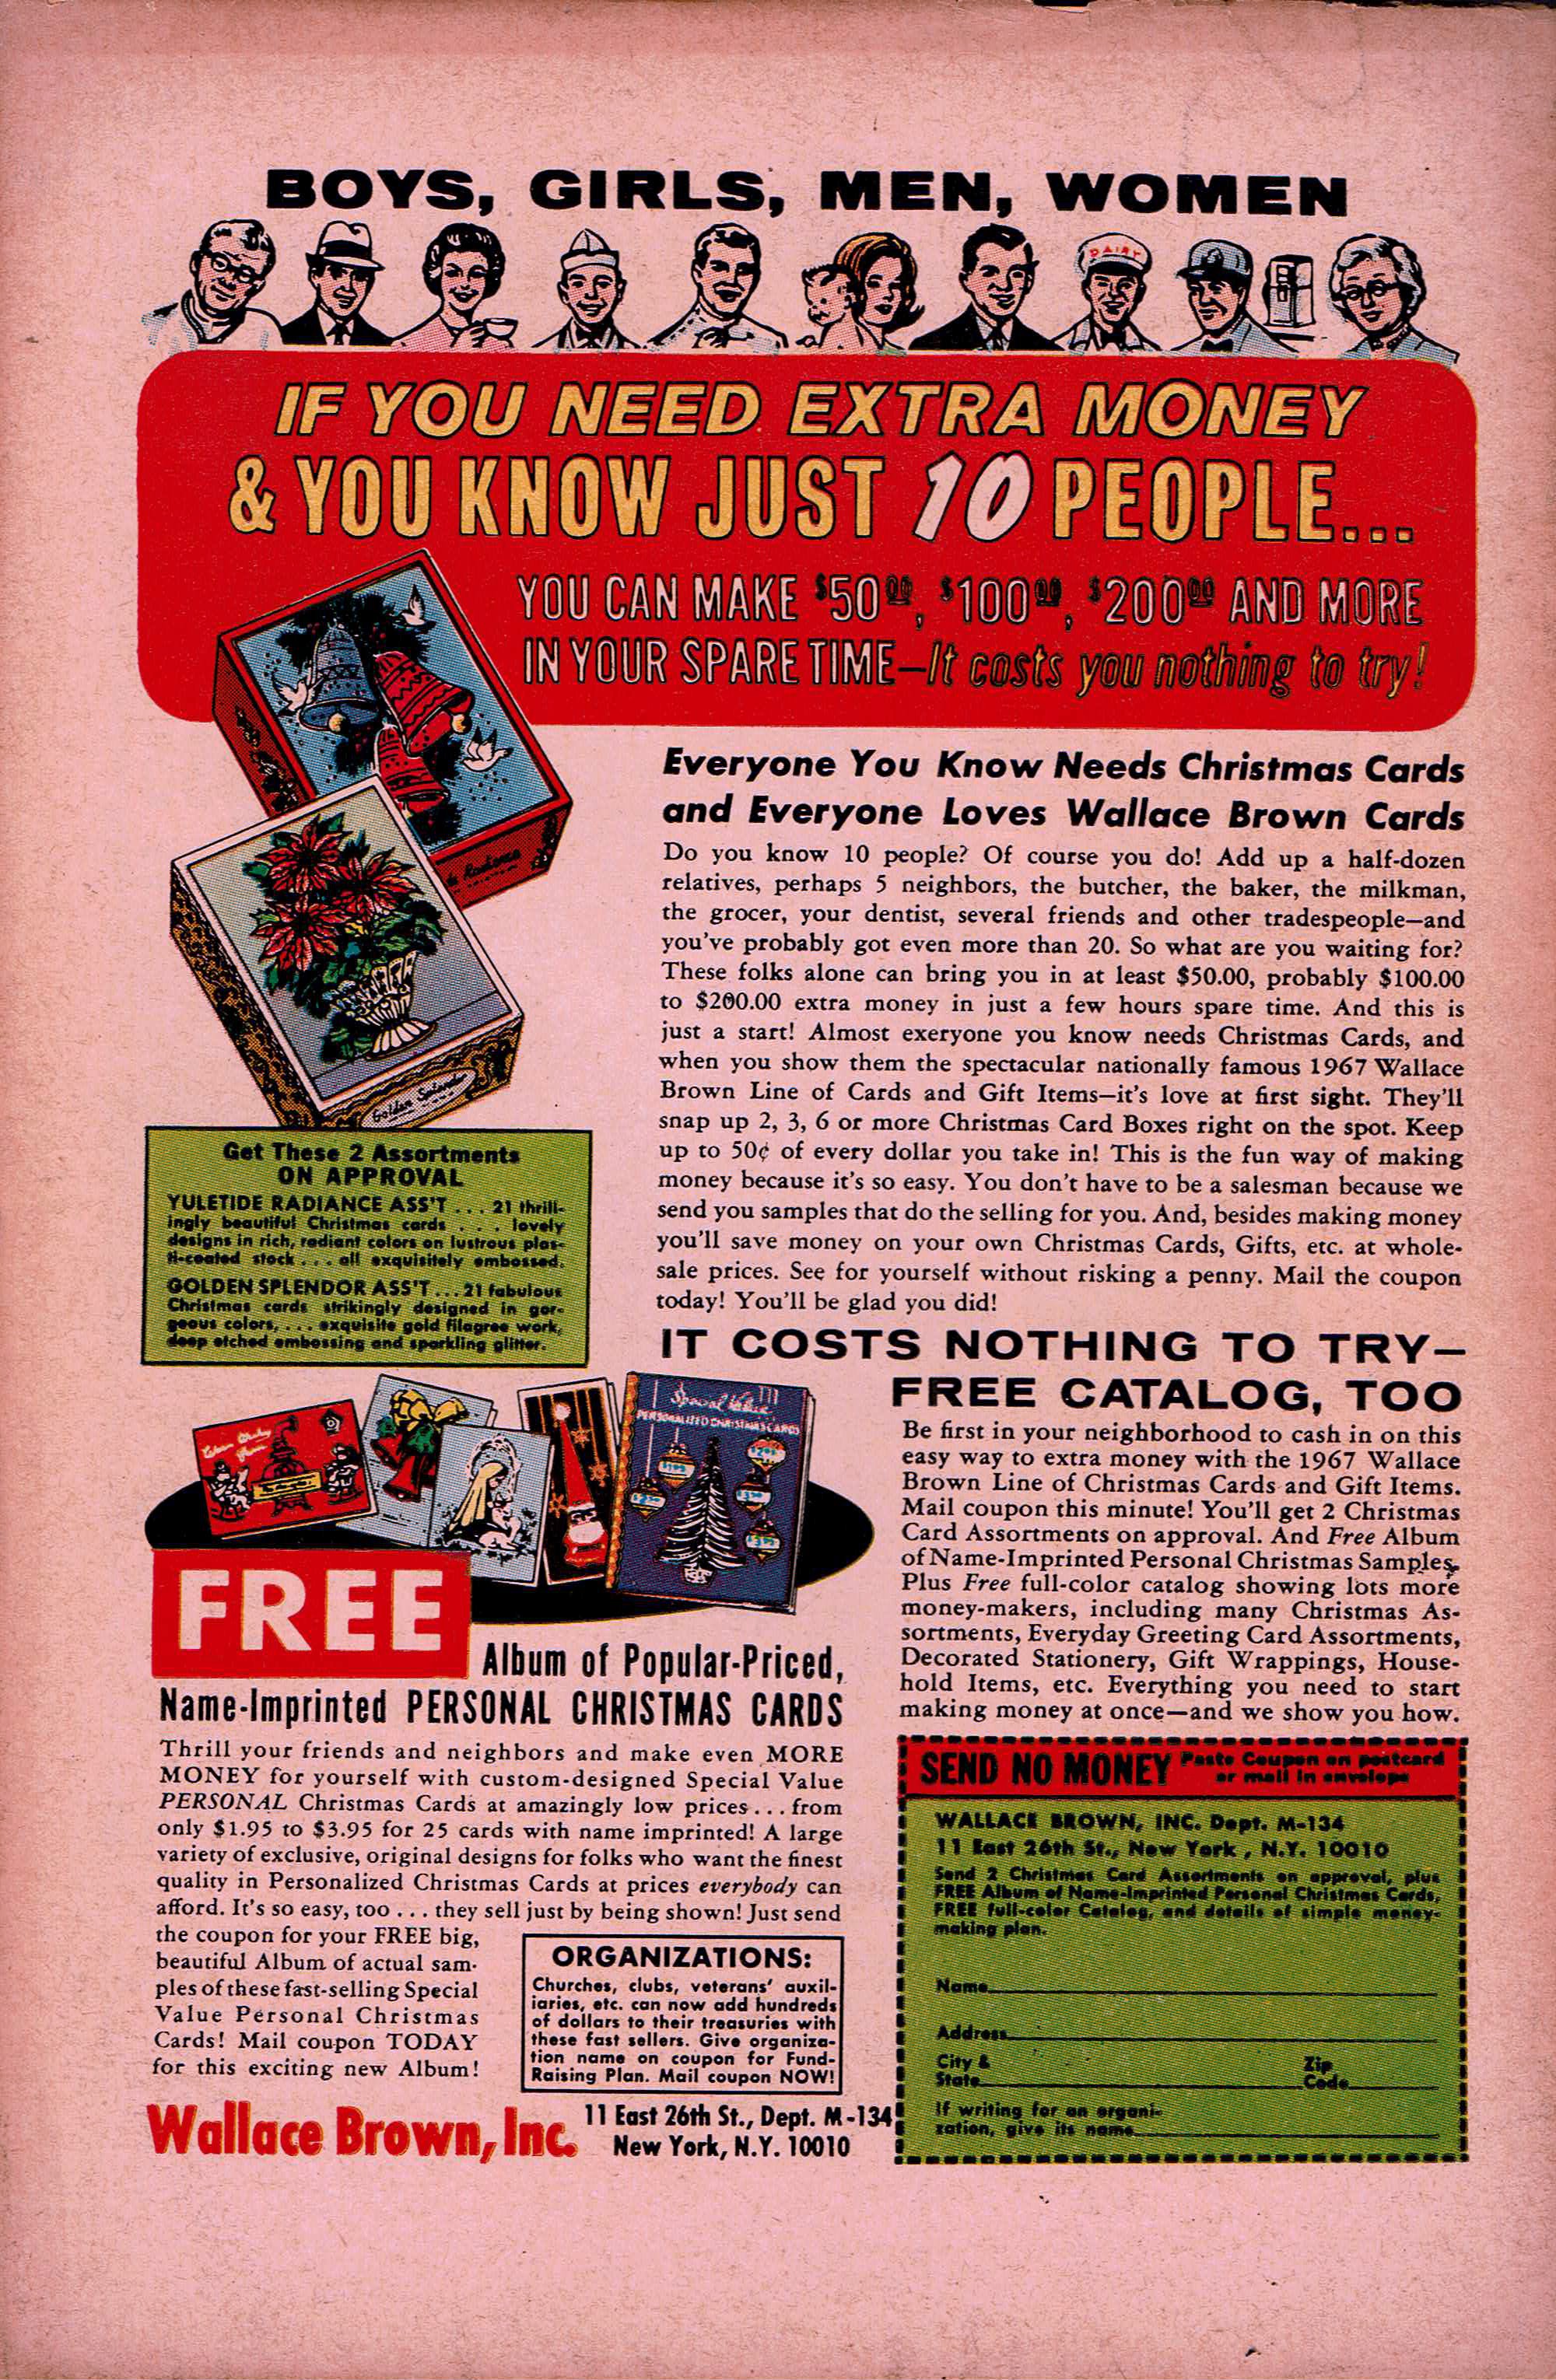 BOYS, GIRLS, MEN, WOMEN
DAIRY
IF YOU NEED EXTRA MONEY
& YOU KNOW JUST 10 PEOPLE...
YOU CAN MAKE $50.00, $100.00, $200.00 AND MORE
IN YOUR SPARE TIME—It costs you nothing to try!
Everyone You Know Needs Christmas Cards
and Everyone Loves Wallace Brown Cards
Do you know 10 people? Of course you do! Add up a half-dozen
relatives, perhaps 5 neighbors, the butcher, the baker, the milkman,
the grocer, your dentist, several friends and other tradespeople—and
you've probably got even more than 20. So what are you waiting for?
These folks alone can bring you in at least $50.00, probably $100.00
to $200.00 extra money in just a few hours spare time. And this is
just a start! Almost exeryone you know needs Christmas Cards, and
when you show them the spectacular nationally famous 1967 Wallace
Brown Line of Cards and Gift Items—it's love at first sight. They'll
snap up 2, 3, 6 or more Christmas Card Boxes right on the spot. Keep
up to 50¢ of every dollar you take in! This is the fun way of making
money because it's so easy. You don't have to be a salesman because we
send you samples that do the selling for you. And, besides making money
you'll save money on your own Christmas Cards, Gifts, etc. at whole-
sale prices. See for yourself without risking a penny. Mail the coupon
today! You'll be glad you did!
Radiance
Golden Splendor
Get These 2 Assortments
ON APPROVAL
YULETIDE RADIANCE ASS'T . . . 21 thrill-
ingly beautiful Christmas cards . . . lovely
designs in rich, radiant colors on lustrous plas-
ti-coated stock . . . all exquisitely embossed.
GOLDEN SPLENDOR ASS'T . . . 21 fabulous
Christmas cards strikingly designed in gor-
geous colors, . . . exquisite gold filagree work,
deep etched embossing and sparkling glitter.
IT COSTS NOTHING TO TRY—
FREE CATALOG, TOO
Be first in your neighborhood to cash in on this
easy way to extra money with the 1967 Wallace
Brown Line of Christmas Cards and Gift Items.
Mail coupon this minute! You'll get 2 Christmas
Card Assortments on approval. And Free Album
of Name-Imprinted Personal Christmas Samples,
Plus Free full-color catalog showing lots more
money-makers, including many Christmas As-
sortments, Everyday Greeting Card Assortments,
Decorated Stationery, Gift Wrappings, House-
hold Items, etc. Everything you need to start
making money at once—and we show you how.
Special Value
PERSONALIZED CHRISTMAS CARDS
FREE
Album of Popular-Priced,
Name-Imprinted PERSONAL CHRISTMAS CARDS
Thrill your friends and neighbors and make even MORE
MONEY for yourself with custom-designed Special Value
PERSONAL Christmas Cards at amazingly low prices . . . from
only $1.95 to $3.95 for 25 cards with name imprinted! A large
variety of exclusive, original designs for folks who want the finest
quality in Personalized Christmas Cards at prices everybody can
afford. It's so easy, too . . . they sell just by being shown! Just send
the coupon for your FREE big,
beautiful Album of actual sam-
ples of these fast-selling Special
Value Personal Christmas
Cards! Mail coupon TODAY
for this exciting new Album!
ORGANIZATIONS:
Churches, clubs, veterans' auxil-
iaries, etc. can now add hundreds
of dollars to their treasuries with
these fast sellers. Give organiza-
tion name on coupon for Fund-
Raising Plan. Mail coupon NOW!
Wallace Brown, Inc.
11 East 26th St., Dept. M-134
New York, N.Y. 10010
SEND NO MONEY Paste Coupon on postcard
or mail in envelope
WALLACE BROWN, INC. Dept. M-134
11 East 26th St., New York , N.Y. 10010
Send 2 Christmas Card Assortments on approval, plus
FREE Album of Name-Imprinted Personal Christmas Cards,
FREE full-color Catalog, and details of simple money-
making plan.
Name
Address
City &
State
Zip
Code
If writing for an organi-
zation, give its name